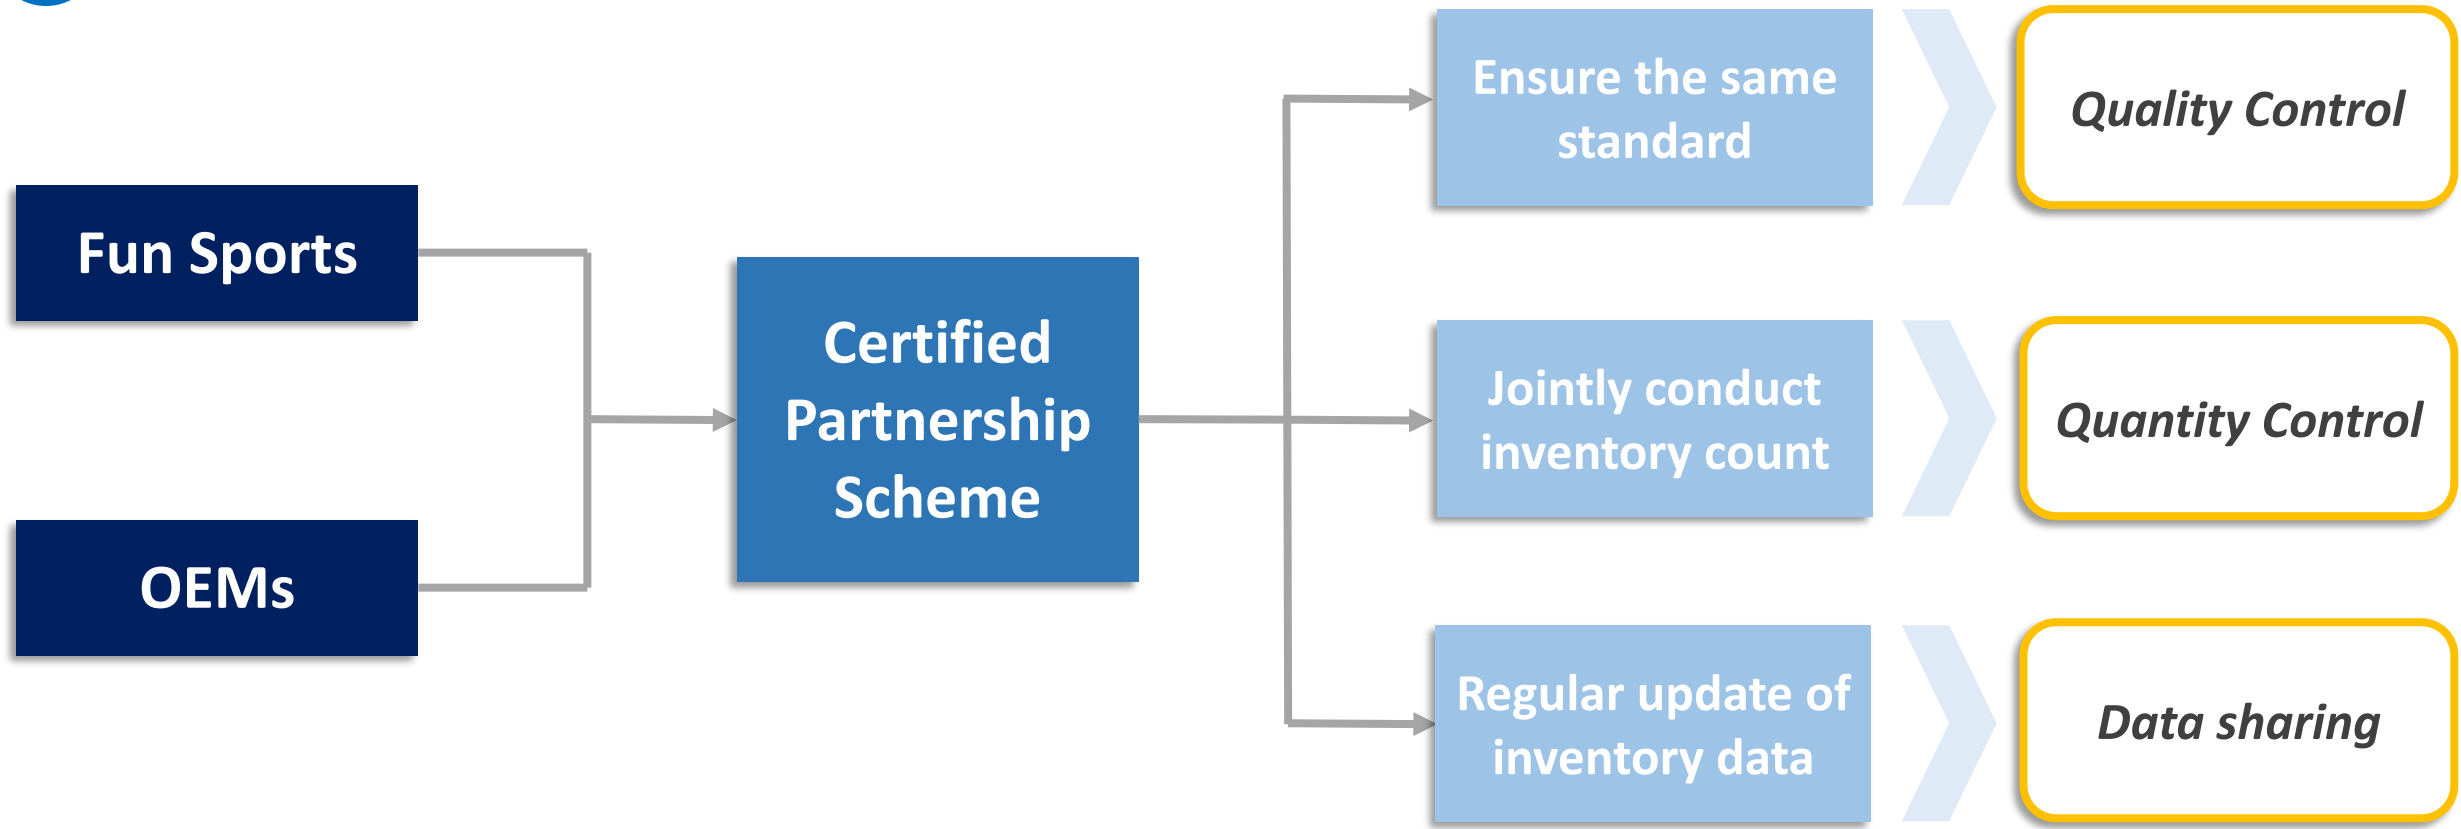 Fun Sports
OEMs
Certified
Partnership
Scheme
Ensure the same
standard
Quality Control
Jointly conduct
inventory count
Quantity Control
Regular update of
inventory data
Data sharing